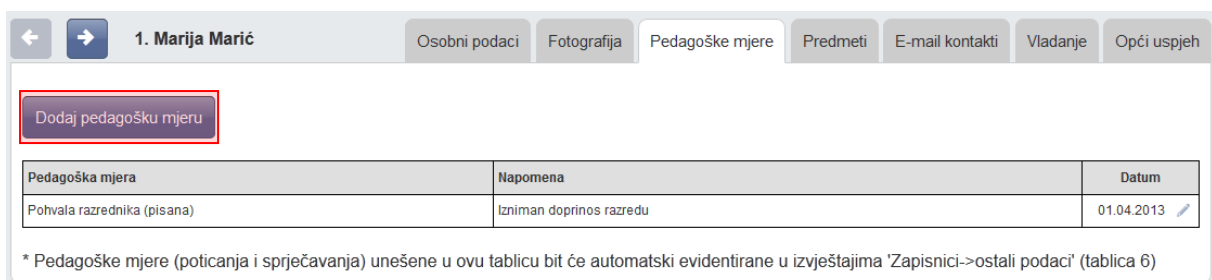 1. Marija Marić Osobni podaci Fotografija Pedagoške mjere Predmeti E-mail kontakti Vladanje Opći uspjeh
Dodaj pedagošku mjeru
Pedagoška mjera Napomena Datum
Pohvala razrednika (pisana) Izniman doprinos razredu 01.04.2013
* Pedagoške mjere (poticanja i sprječavanja) unešene u ovu tablicu bit će automatski evidentirane u izvještajima 'Zapisnici->ostali podaci' (tablica 6)